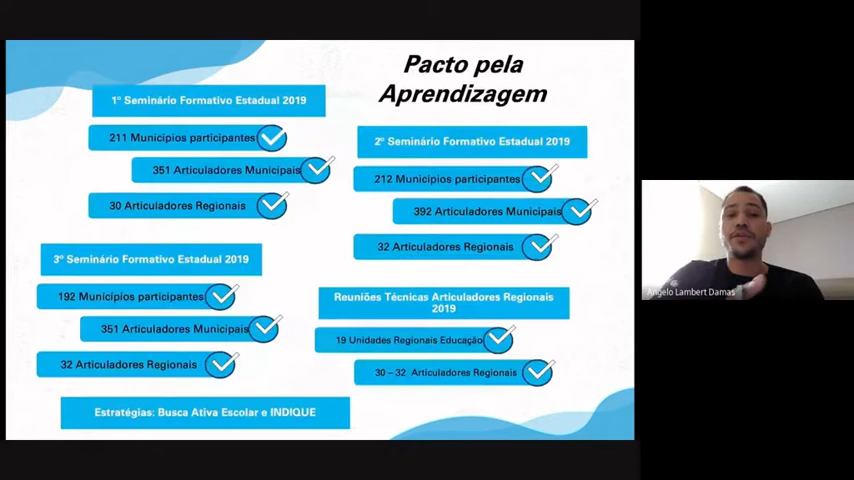 Pacto pela
Aprendizagem
1º Seminário Formativo Estadual 2019
211 Municípios participantes
351 Articuladores Municipais
30 Articuladores Regionais
2º Seminário Formativo Estadual 2019
212 Municípios participantes
392 Articuladores Municipais
32 Articuladores Regionais
3º Seminário Formativo Estadual 2019
192 Municípios participantes
351 Articuladores Municipais
32 Articuladores Regionais
Reuniões Técnicas Articuladores Regionais
2019
19 Unidades Regionais Educação
30 – 32 Articuladores Regionais
Estratégias: Busca Ativa Escolar e INDIQUE
Angelo Lambert Damas